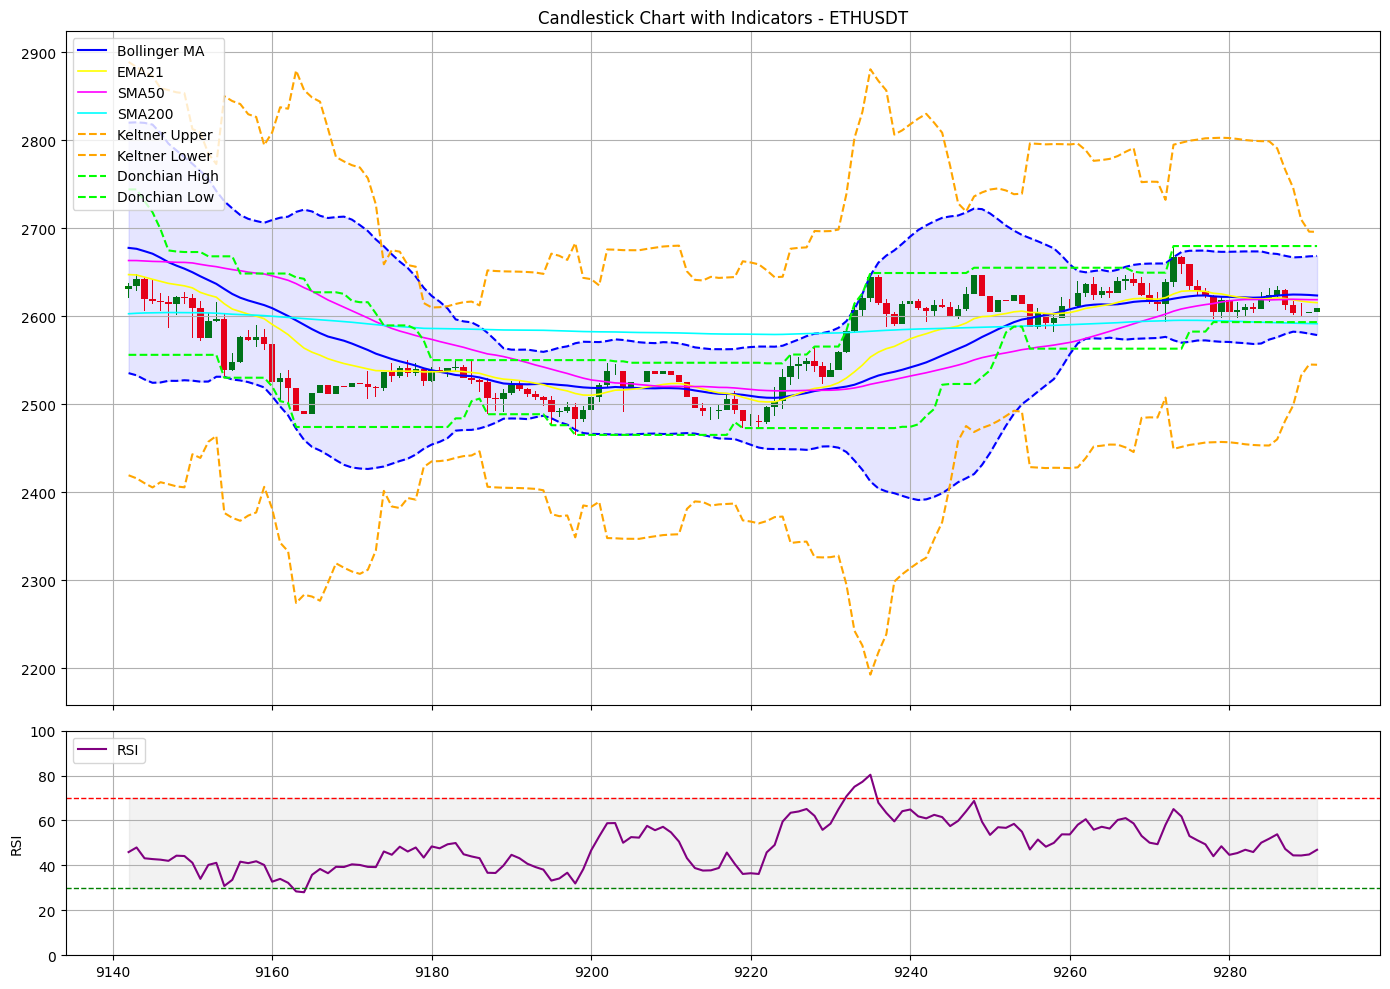 Candlestick Chart with Indicators - ETHUSDT
2900
2800
2700
2600
2500
2400
2300
2200
Bollinger MA
EMA21
SMA50
SMA200
Keltner Upper
Keltner Lower
Donchian High
Donchian Low
100
80
60
40
20
0
RSI
RSI
9140 9160 9180 9200 9220 9240 9260 9280